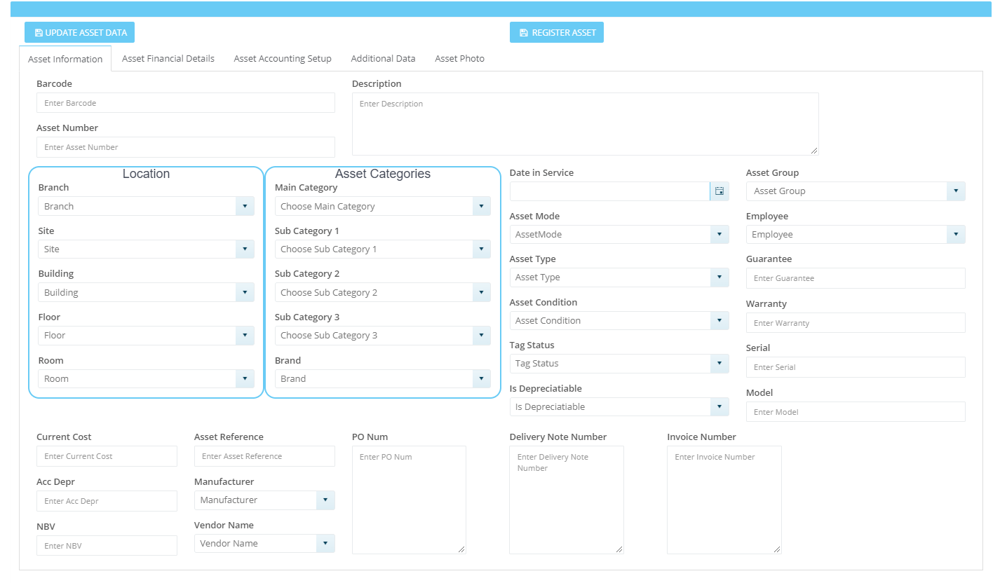 UPDATE ASSET DATA
REGISTER ASSET
Asset Information
Asset Financial Details
Asset Accounting Setup
Additional Data
Asset Photo
Barcode
Enter Barcode
Asset Number
Enter Asset Number
Description
Enter Description
Location
Branch
Branch
Site
Site
Building
Building
Floor
Floor
Room
Room
Asset Categories
Main Category
Choose Main Category
Sub Category 1
Choose Sub Category 1
Sub Category 2
Choose Sub Category 2
Sub Category 3
Choose Sub Category 3
Brand
Brand
Date in Service
Asset Mode
AssetMode
Asset Type
Asset Type
Asset Condition
Asset Condition
Tag Status
Tag Status
Is Depreciatiable
Is Depreciatiable
Asset Group
Asset Group
Employee
Employee
Guarantee
Enter Guarantee
Warranty
Enter Warranty
Serial
Enter Serial
Model
Enter Model
Current Cost
Enter Current Cost
Acc Depr
Enter Acc Depr
NBV
Enter NBV
Asset Reference
Enter Asset Reference
Manufacturer
Manufacturer
Vendor Name
Vendor Name
PO Num
Enter PO Num
Delivery Note Number
Enter Delivery Note
Number
Invoice Number
Enter Invoice Number